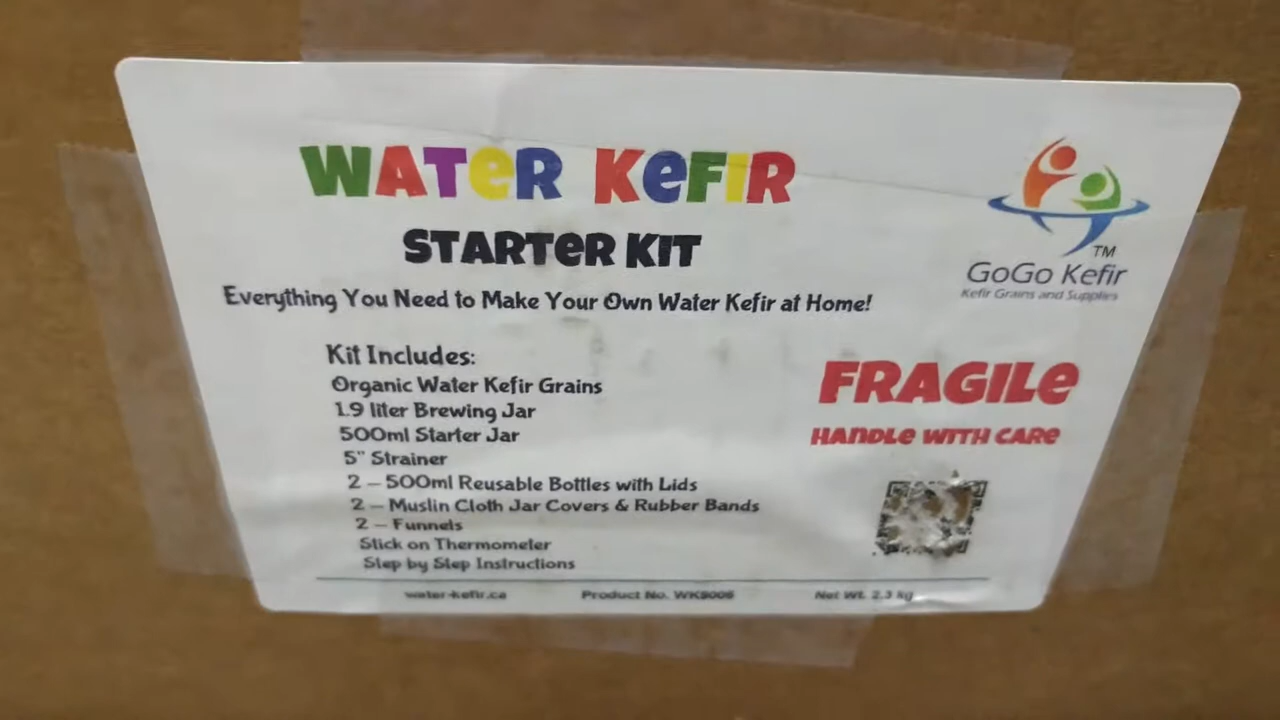 WATER KEFIR
STARTER KIT
Everything You Need to Make Your Own Water Kefir at Home!
TM
GoGo Kefir
Kefir Grains and Supplies
Kit Includes:
Organic Water Kefir Grains
1.9 liter Brewing Jar
500ml Starter Jar
5" Strainer
2 – 500ml Reusable Bottles with Lids
2 – Muslin Cloth Jar Covers & Rubber Bands
2 – Funnels
Stick on Thermometer
Step by Step Instructions
FRAGILE
HANDLE WITH CARE
water-kefir.ca
Product No.
Net Wt. 2.3 kg